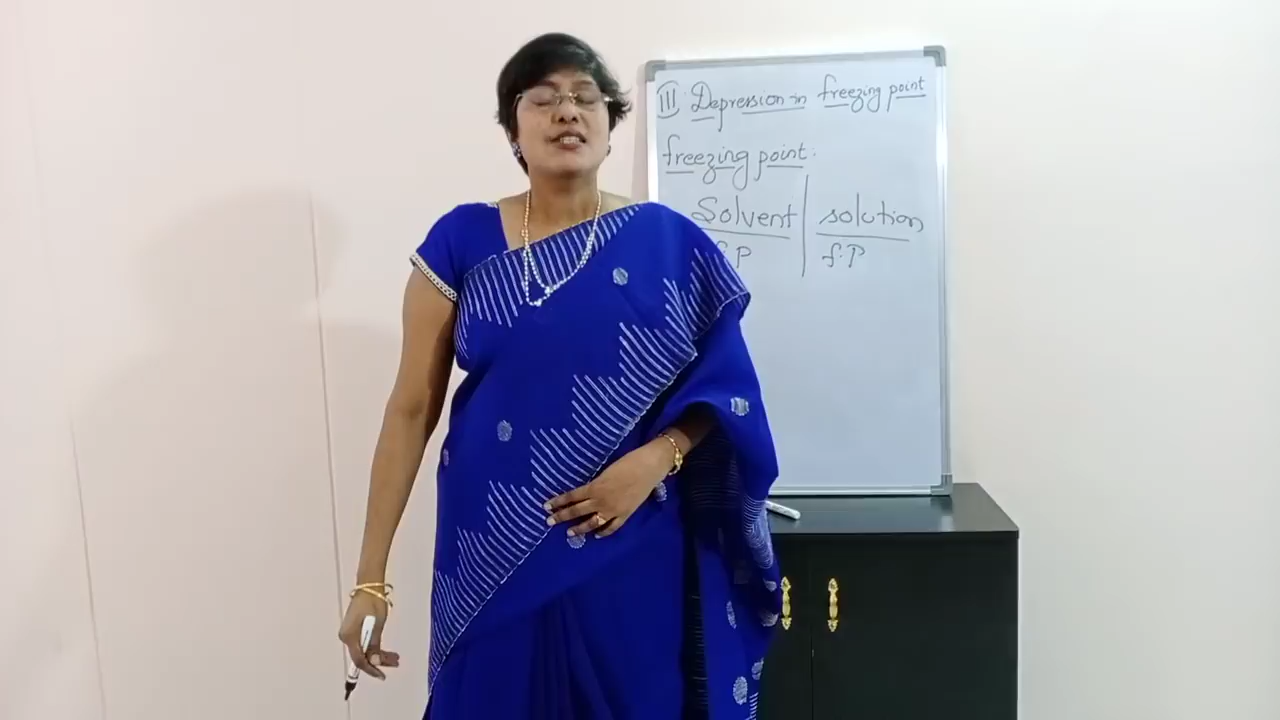 III. Depression in freezing point
freezing point.
Solvent | solution
f.P f.P